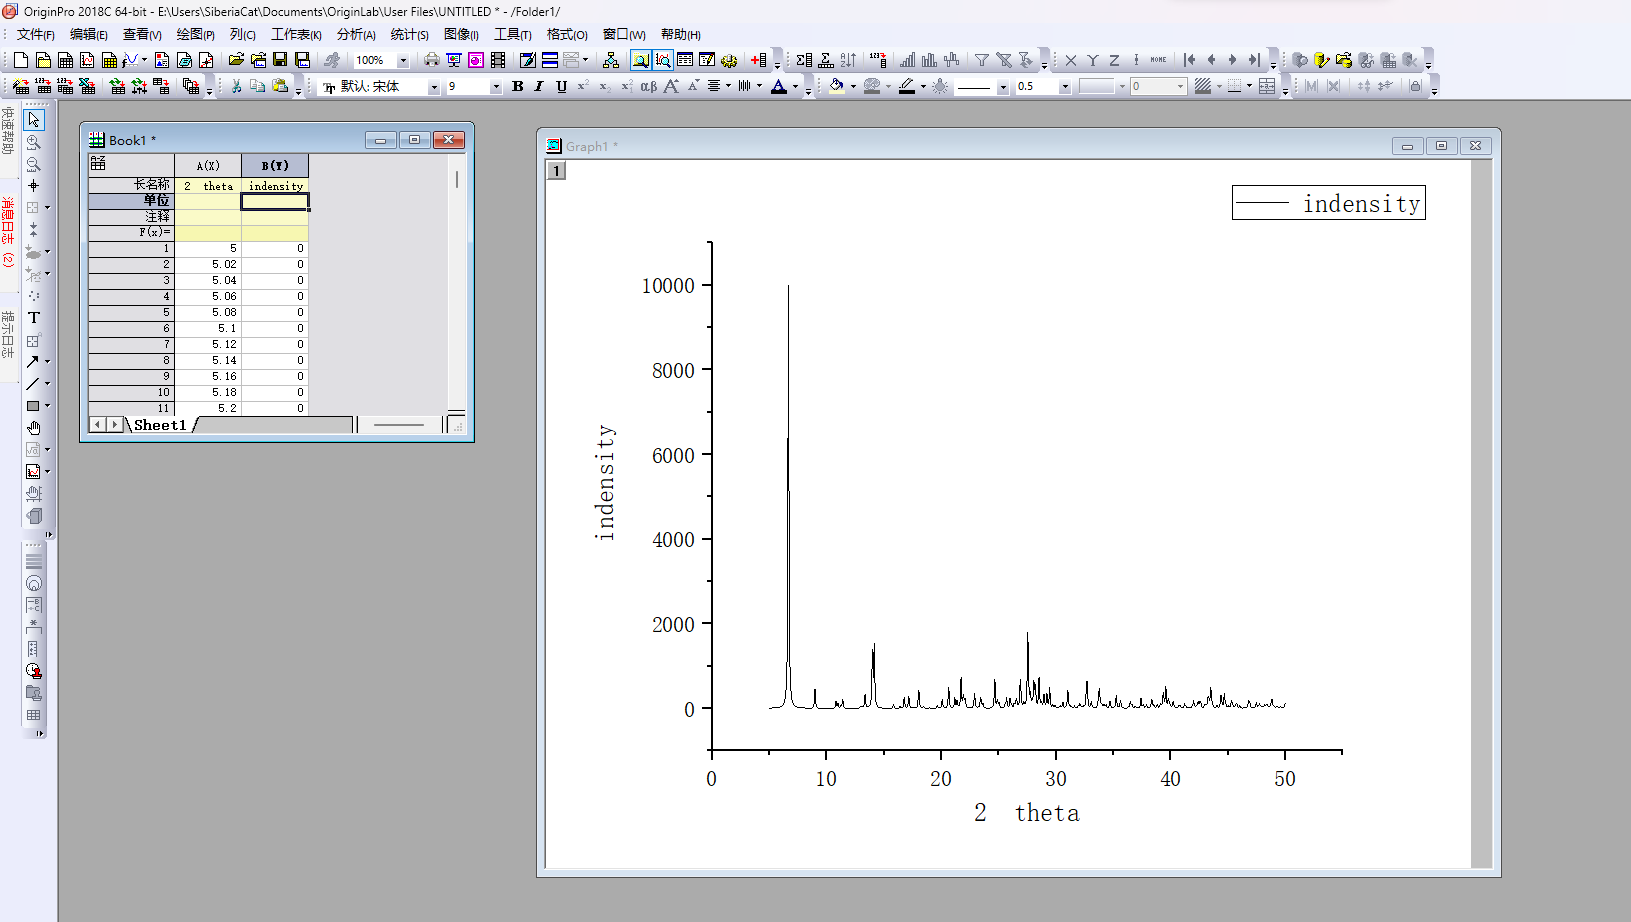 OriginPro 2018C 64-bit - E:\Users\SiberiaCat\Documents\OriginLab\User Files\UNTITLED * - /Folder1/
文件(F) 编辑(E) 查看(V) 绘图(P) 列(C) 工作表(K) 分析(A) 统计(S) 图像(I) 工具(T) 格式(O) 窗口(W) 帮助(H)
100%
X Y Z HOME
默认: 宋体 9 B I U αβ A A A 0.5 0
快速帮助
消息日志 (2)
提示日志
T
Book1 *
A(X) B(Y)
长名称 2 theta indensity
单位
注释
F(x)=
1 5 0
2 5.02 0
3 5.04 0
4 5.06 0
5 5.08 0
6 5.1 0
7 5.12 0
8 5.14 0
9 5.16 0
10 5.18 0
11 5.2 0
Sheet1
Graph1 *
1
indensity
10000
8000
6000
4000
2000
0
indensity
0 10 20 30 40 50
2 theta